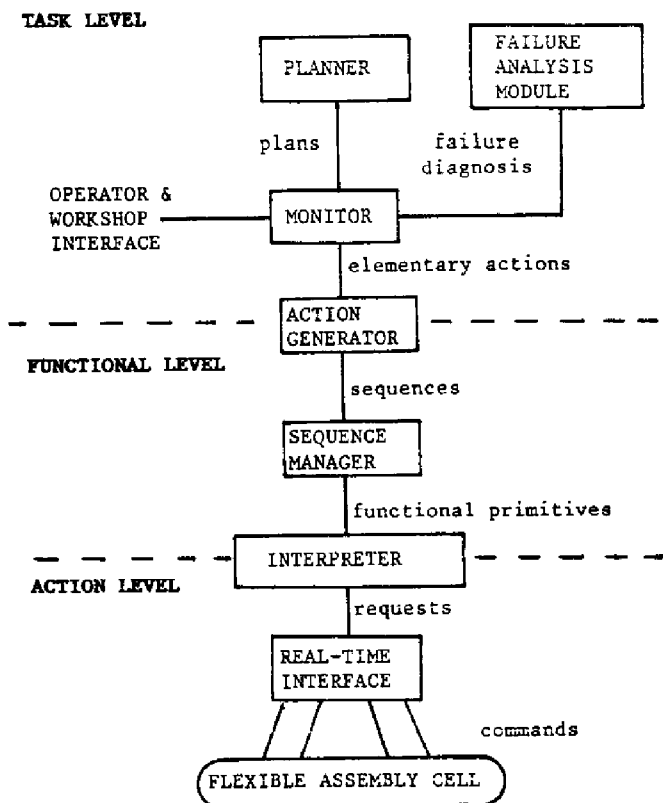 TASK LEVEL
PLANNER
FAILURE
ANALYSIS
MODULE
plans
failure
diagnosis
OPERATOR &
WORKSHOP
INTERFACE
MONITOR
elementary actions
ACTION
GENERATOR
FUNCTIONAL LEVEL
sequences
SEQUENCE
MANAGER
functional primitives
INTERPRETER
ACTION LEVEL
requests
REAL-TIME
INTERFACE
commands
FLEXIBLE ASSEMBLY CELL